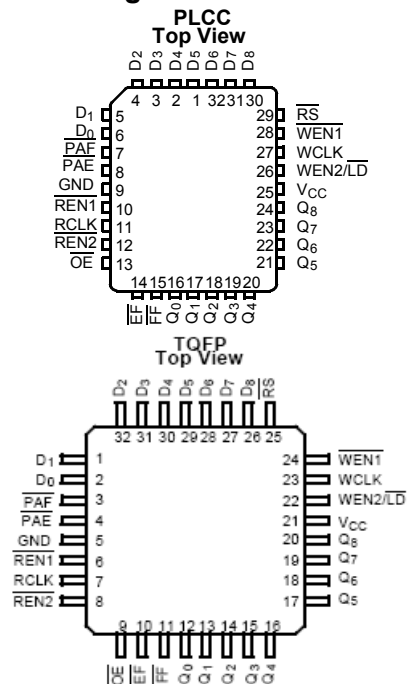 PLCC
Top View
D2 D3 D4 D5 D6 D7 D8
4 3 2 1 32 31 30
D1 5
D0 6
PAF 7
PAE 8
GND 9
REN1 10
RCLK 11
REN2 12
OE 13
29 RS
28 WEN1
27 WCLK
26 WEN2/LD
25 VCC
24 Q8
23 Q7
22 Q6
21 Q5
14 15 16 17 18 19 20
EF FF Q0 Q1 Q2 Q3 Q4
TQFP
Top View
D2 D3 D4 D5 D6 D7 D8 RS
32 31 30 29 28 27 26 25
D1 1
D0 2
PAF 3
PAE 4
GND 5
REN1 6
RCLK 7
REN2 8
24 WEN1
23 WCLK
22 WEN2/LD
21 VCC
20 Q8
19 Q7
18 Q6
17 Q5
9 10 11 12 13 14 15 16
OE EF FF Q0 Q1 Q2 Q3 Q4